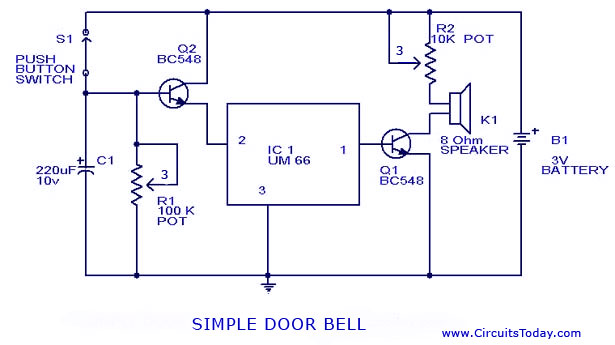 S1
PUSH
BUTTON
SWITCH
Q2
BC548
3
R2
10K POT
K1
8 Ohm
SPEAKER
B1
3V
BATTERY
2
IC 1
UM 66
1
3
Q1
BC548
+
C1
220uF
10v
3
R1
100 K
POT
+
SIMPLE DOOR BELL
www.CircuitsToday.com